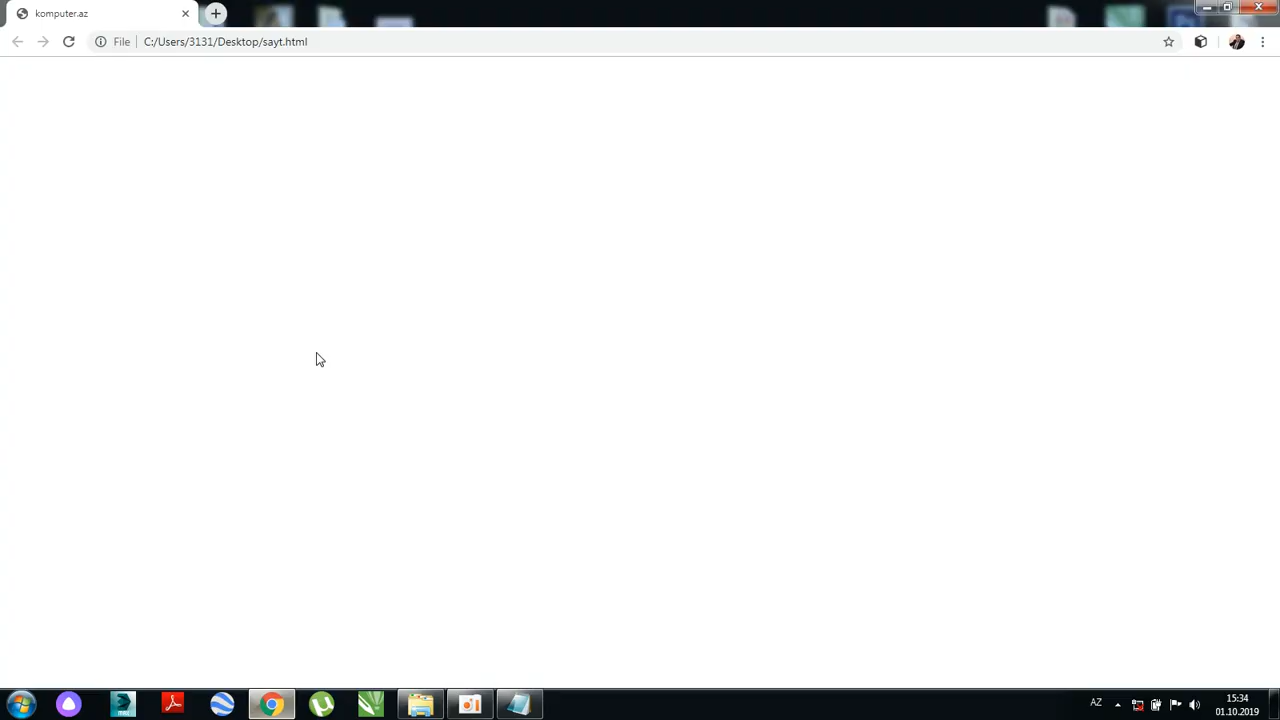 komputer.az
File
C:/Users/3131/Desktop/sayt.html
AZ
15:34
01.10.2019